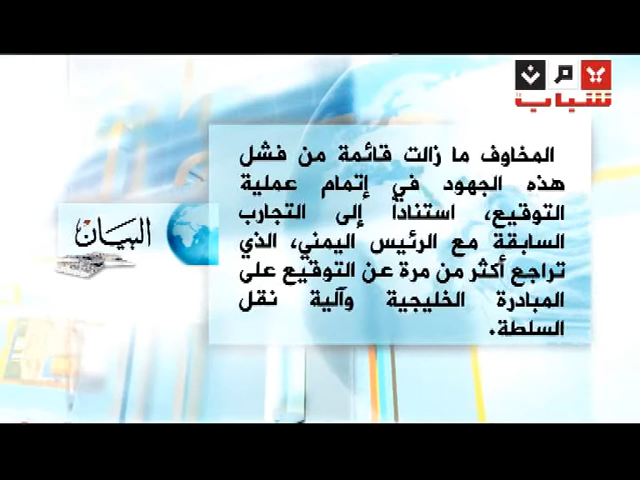 يمن
شباب
المخاوف ما زالت قائمة من فشل
هذه الجهود في إتمام عملية
التوقيع، استناداً إلى التجارب
السابقة مع الرئيس اليمني، الذي
تراجع أكثر من مرة عن التوقيع على
المبادرة الخليجية وآلية نقل
السلطة.
البيان